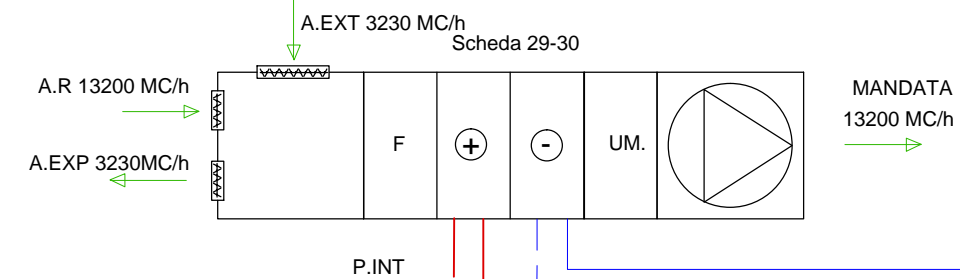 A.EXT 3230 MC/h
Scheda 29-30
A.R 13200 MC/h
MANDATA
13200 MC/h
F
+
-
UM.
A.EXP 3230MC/h
P.INT